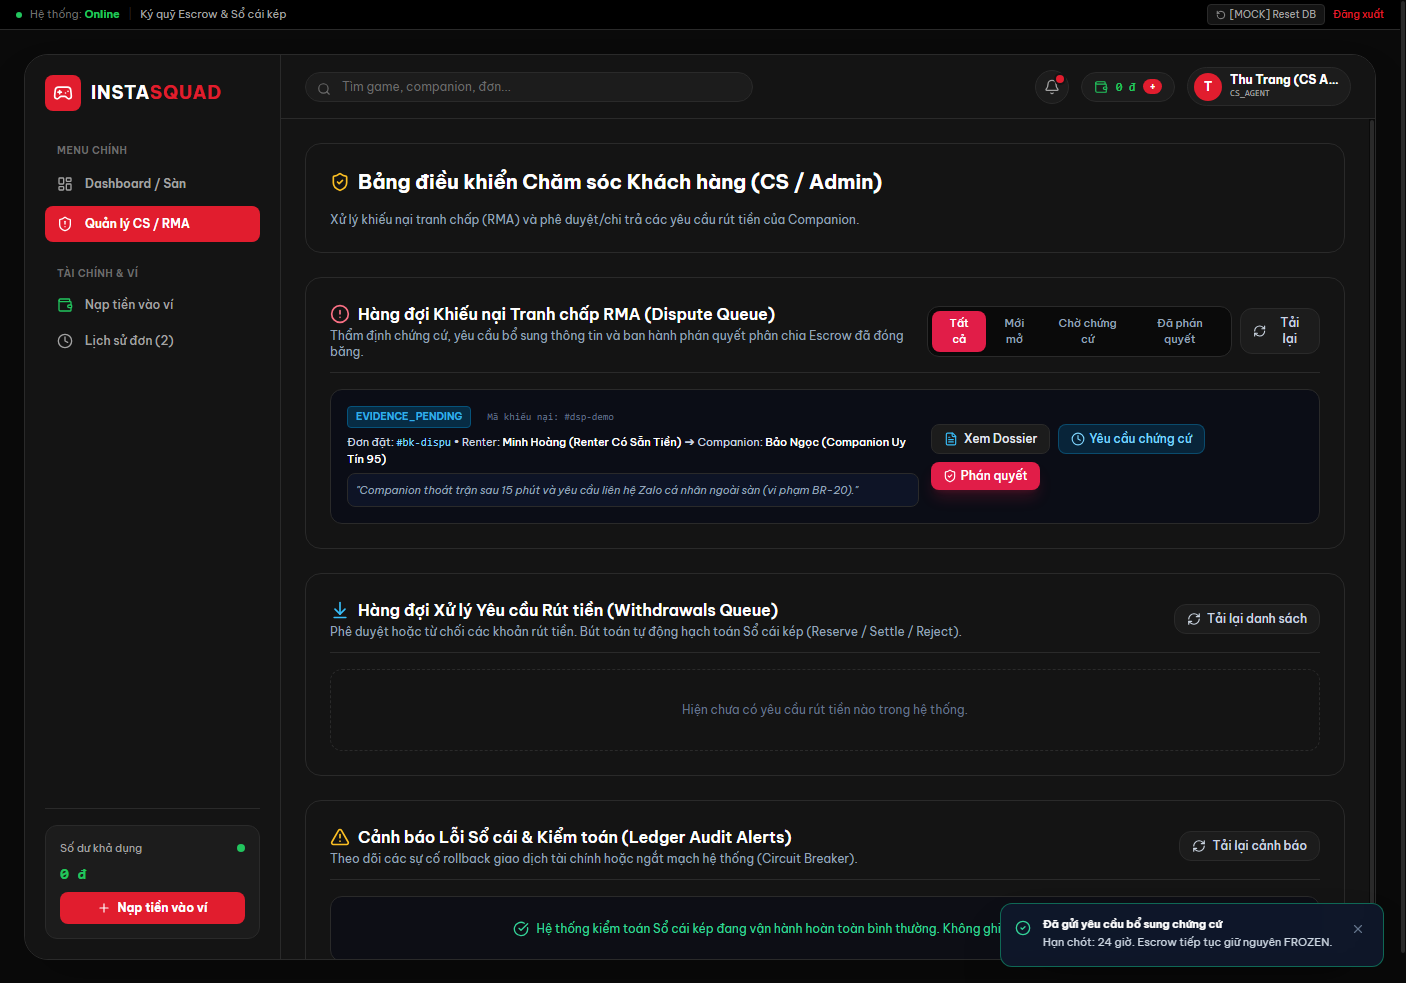 Hệ thống: Online
Ký quỹ Escrow & Sổ cái kép
[MOCK] Reset DB
Đăng xuất
INSTASQUAD
Tìm game, companion, đơn...
0 đ
+
T
Thu Trang (CS A...
CS_AGENT
MENU CHÍNH
Dashboard / Sàn
Quản lý CS / RMA
TÀI CHÍNH & VÍ
Nạp tiền vào ví
Lịch sử đơn (2)
Số dư khả dụng
0 đ
+ Nạp tiền vào ví
Bảng điều khiển Chăm sóc Khách hàng (CS / Admin)
Xử lý khiếu nại tranh chấp (RMA) và phê duyệt/chi trả các yêu cầu rút tiền của Companion.
Hàng đợi Khiếu nại Tranh chấp RMA (Dispute Queue)
Thẩm định chứng cứ, yêu cầu bổ sung thông tin và ban hành phán quyết phân chia Escrow đã đóng
băng.
Tất
cả
Mới
mở
Chờ chứng
cứ
Đã phán
quyết
Tải
lại
EVIDENCE_PENDING
Mã khiếu nại: #dsp-demo
Đơn đặt: #bk-dispu • Renter: Minh Hoàng (Renter Có Sẵn Tiền) → Companion: Bảo Ngọc (Companion Uy
Tín 95)
"Companion thoát trận sau 15 phút và yêu cầu liên hệ Zalo cá nhân ngoài sàn (vi phạm BR-20)."
Xem Dossier
Yêu cầu chứng cứ
Phán quyết
Hàng đợi Xử lý Yêu cầu Rút tiền (Withdrawals Queue)
Phê duyệt hoặc từ chối các khoản rút tiền. Bút toán tự động hạch toán Sổ cái kép (Reserve / Settle / Reject).
Tải lại danh sách
Hiện chưa có yêu cầu rút tiền nào trong hệ thống.
Cảnh báo Lỗi Sổ cái & Kiểm toán (Ledger Audit Alerts)
Theo dõi các sự cố rollback giao dịch tài chính hoặc ngắt mạch hệ thống (Circuit Breaker).
Tải lại cảnh báo
Hệ thống kiểm toán Sổ cái kép đang vận hành hoàn toàn bình thường. Không ghi
Đã gửi yêu cầu bổ sung chứng cứ
Hạn chót: 24 giờ. Escrow tiếp tục giữ nguyên FROZEN.